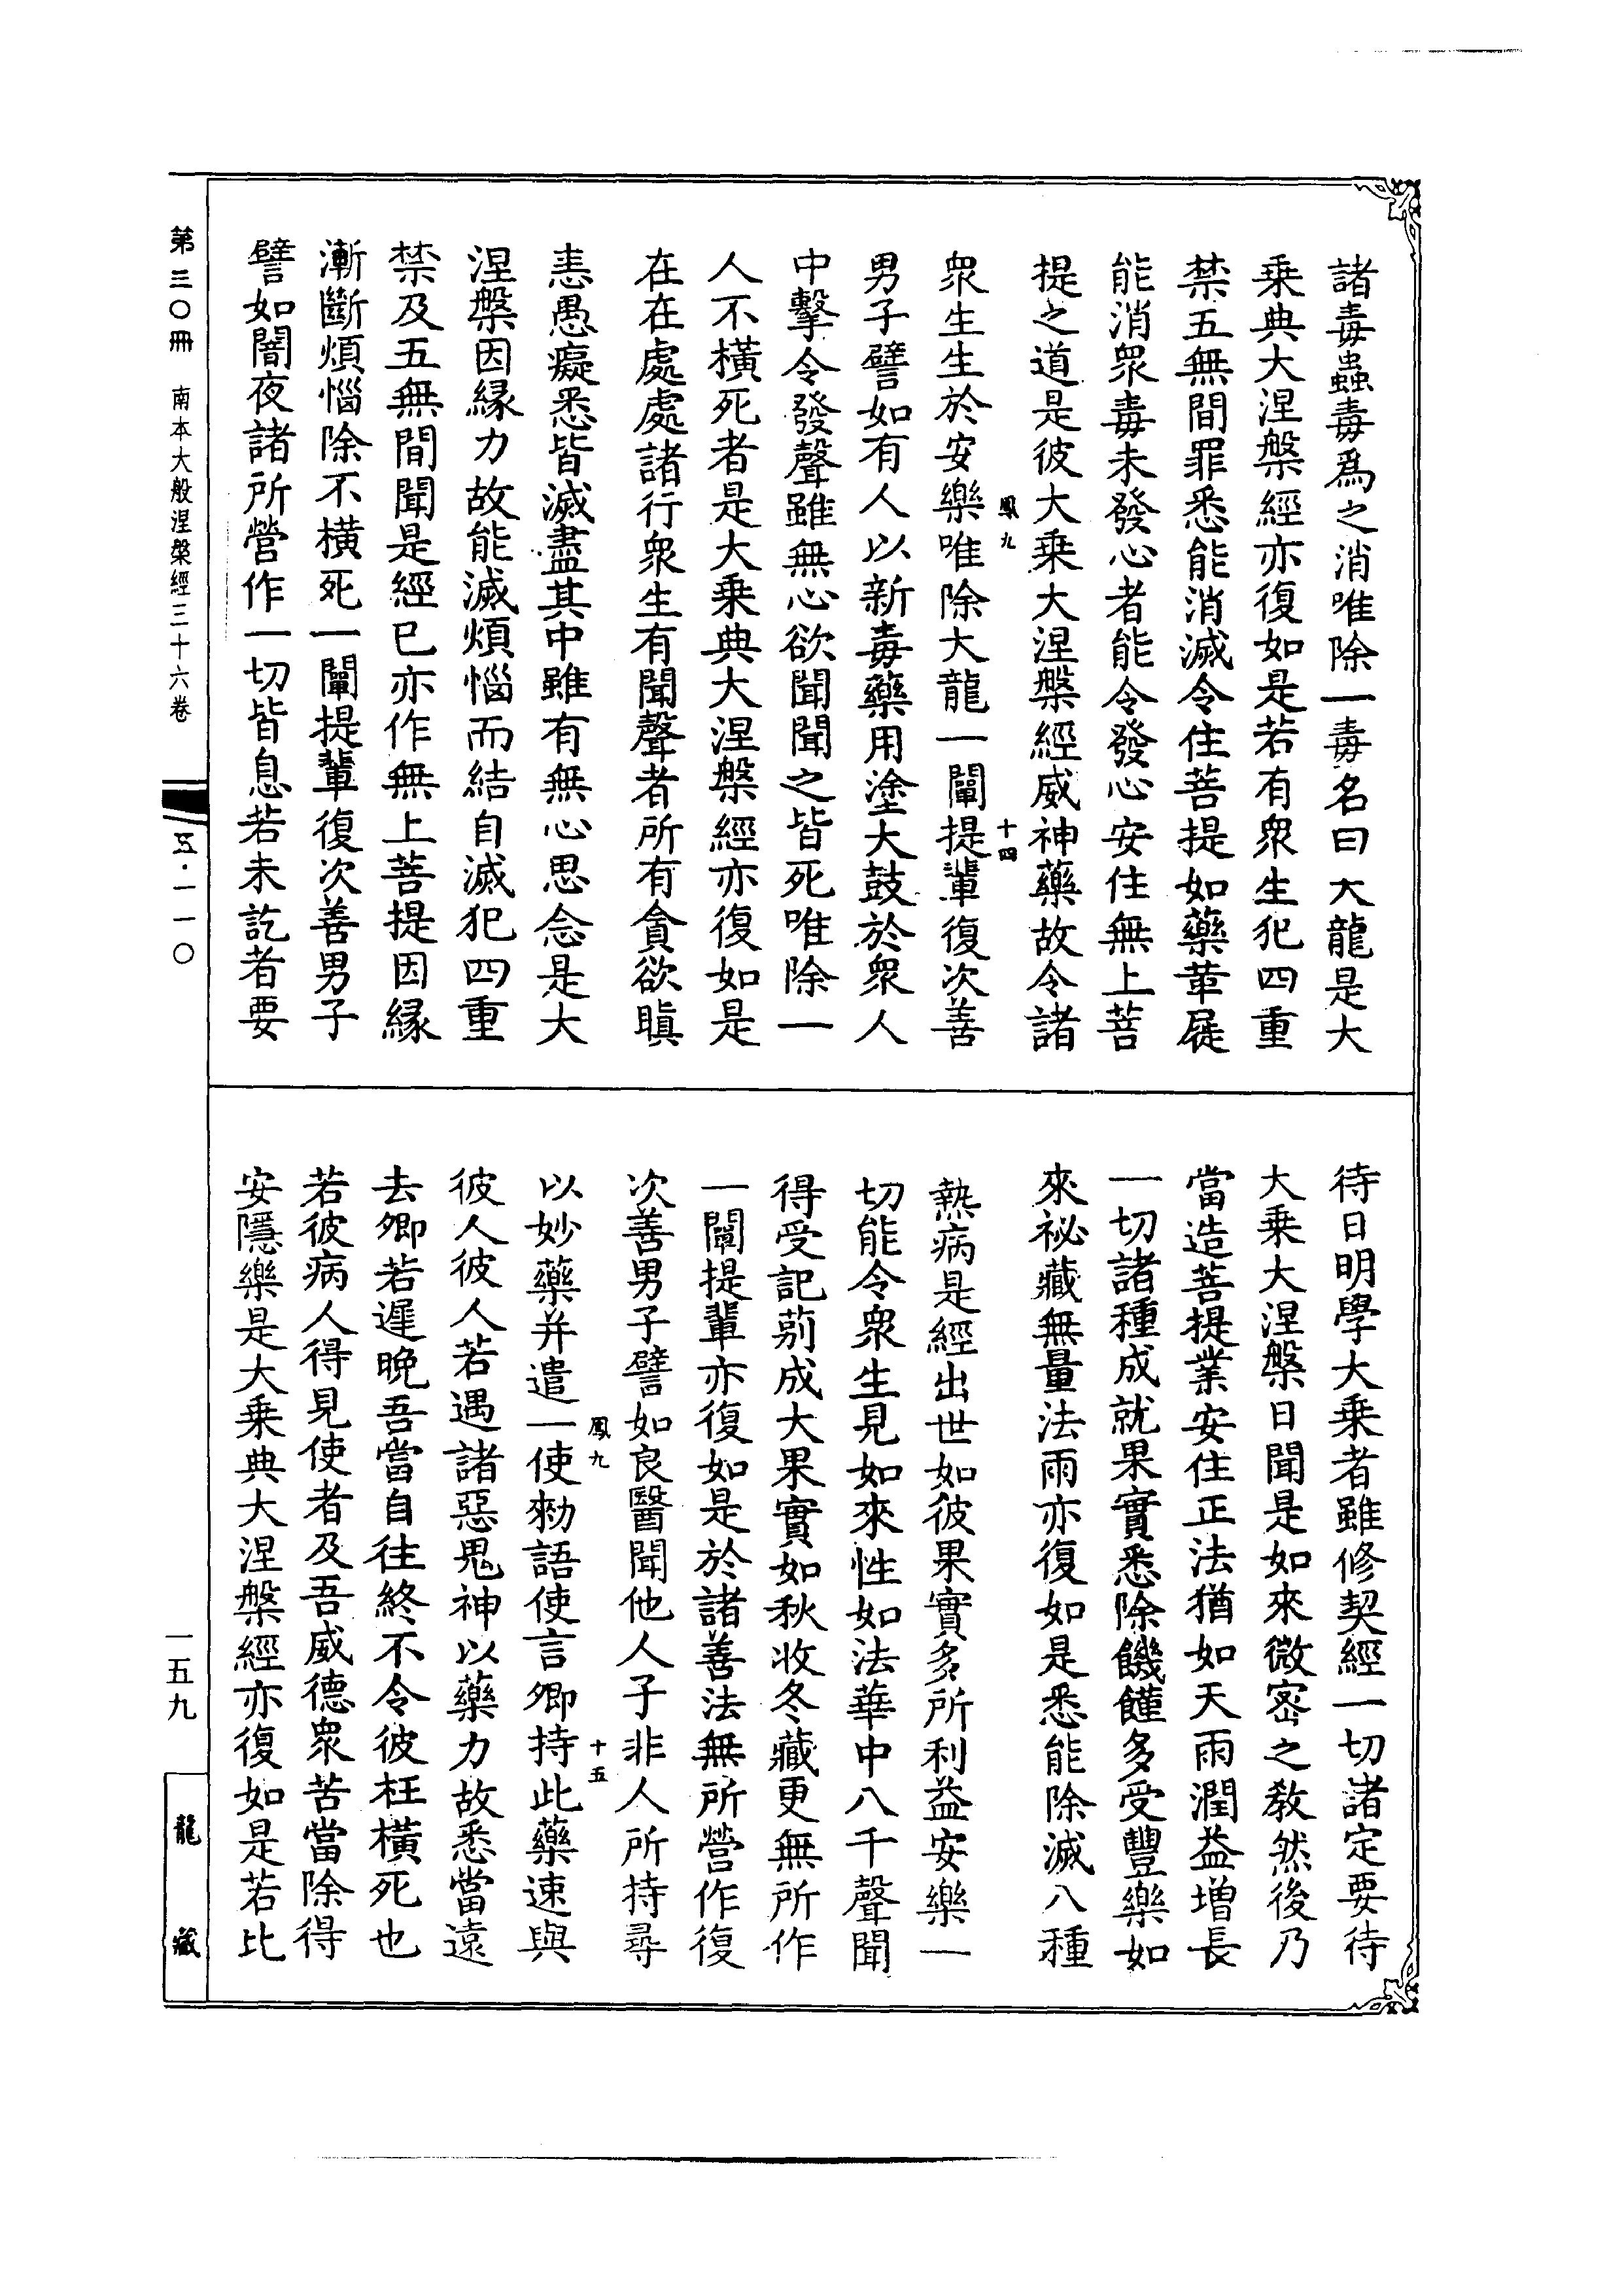 諸毒蟲毒爲之消唯除一毒名曰大龍是大
乘典大涅槃經亦復如是若有衆生犯四重
禁五無間罪悉能消滅令住菩提如藥革屣
能消衆毒未發心者能令發心安住無上菩
提之道是彼大乘大涅槃經威神藥故令諸
鳳九 十四
衆生生於安樂唯除大龍一闡提輩復次善
男子譬如有人以新毒藥用塗大鼓於衆人
中擊令發聲雖無心欲聞聞之皆死唯除一
人不橫死者是大乘典大涅槃經亦復如是
在在處處諸行衆生有聞聲者所有貪欲瞋
恚愚癡悉皆滅盡其中雖有無心思念是大
涅槃因緣力故能滅煩惱而結自滅犯四重
禁及五無間聞是經已亦作無上菩提因緣
漸斷煩惱除不橫死一闡提輩復次善男子
譬如闇夜諸所營作一切皆息若未訖者要
待日明學大乘者雖修契經一切諸定要待
大乘大涅槃日聞是如來微密之教然後乃
當造菩提業安住正法猶如天雨潤益增長
一切諸種成就果實悉除饑饉多受豐樂如
來祕藏無量法雨亦復如是悉能除滅八種
熱病是經出世如彼果實多所利益安樂一
切能令衆生見如來性如法華中八千聲聞
得受記莂成大果實如秋收冬藏更無所作
一闡提輩亦復如是於諸善法無所營作復
次善男子譬如良醫聞他人子非人所持尋
鳳九 十五
以妙藥并遣一使勑語使言卿持此藥速與
彼人彼人若遇諸惡鬼神以藥力故悉當遠
去卿若遲晚吾當自往終不令彼枉橫死也
若彼病人得見使者及吾威德衆苦當除得
安隱樂是大乘典大涅槃經亦復如是若比
第三〇冊 南本大般涅槃經三十六卷 五·一一〇
一五九 龍藏